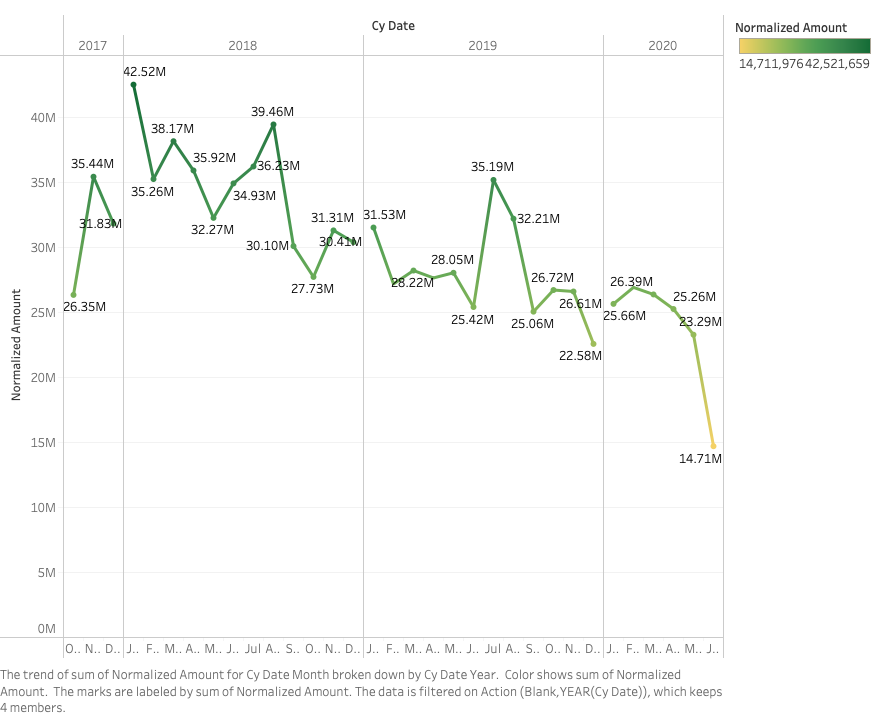 Cy Date
Normalized Amount
2017 2018 2019 2020
14,711,976 42,521,659
42.52M
39.46M
40M
38.17M
35.44M 35.92M 36.23M 35.19M
35M
35.26M 34.93M
31.83M 32.27M 31.31M 31.53M 32.21M
30M
30.10M 30.41M
27.73M 28.22M 28.05M 26.72M 26.39M
26.35M 26.61M 25.66M 25.26M
25M
25.42M 25.06M 23.29M
22.58M
Normalized Amount
20M
15M
14.71M
10M
5M
0M
O.. N.. D.. J.. F.. M.. A.. M.. J.. Jul A.. S.. O.. N.. D.. J.. F.. M.. A.. M.. J.. Jul A.. S.. O.. N.. D.. J.. F.. M.. A.. M.. J..
The trend of sum of Normalized Amount for Cy Date Month broken down by Cy Date Year.  Color shows sum of Normalized
Amount.  The marks are labeled by sum of Normalized Amount. The data is filtered on Action (Blank,YEAR(Cy Date)), which keeps
4 members.